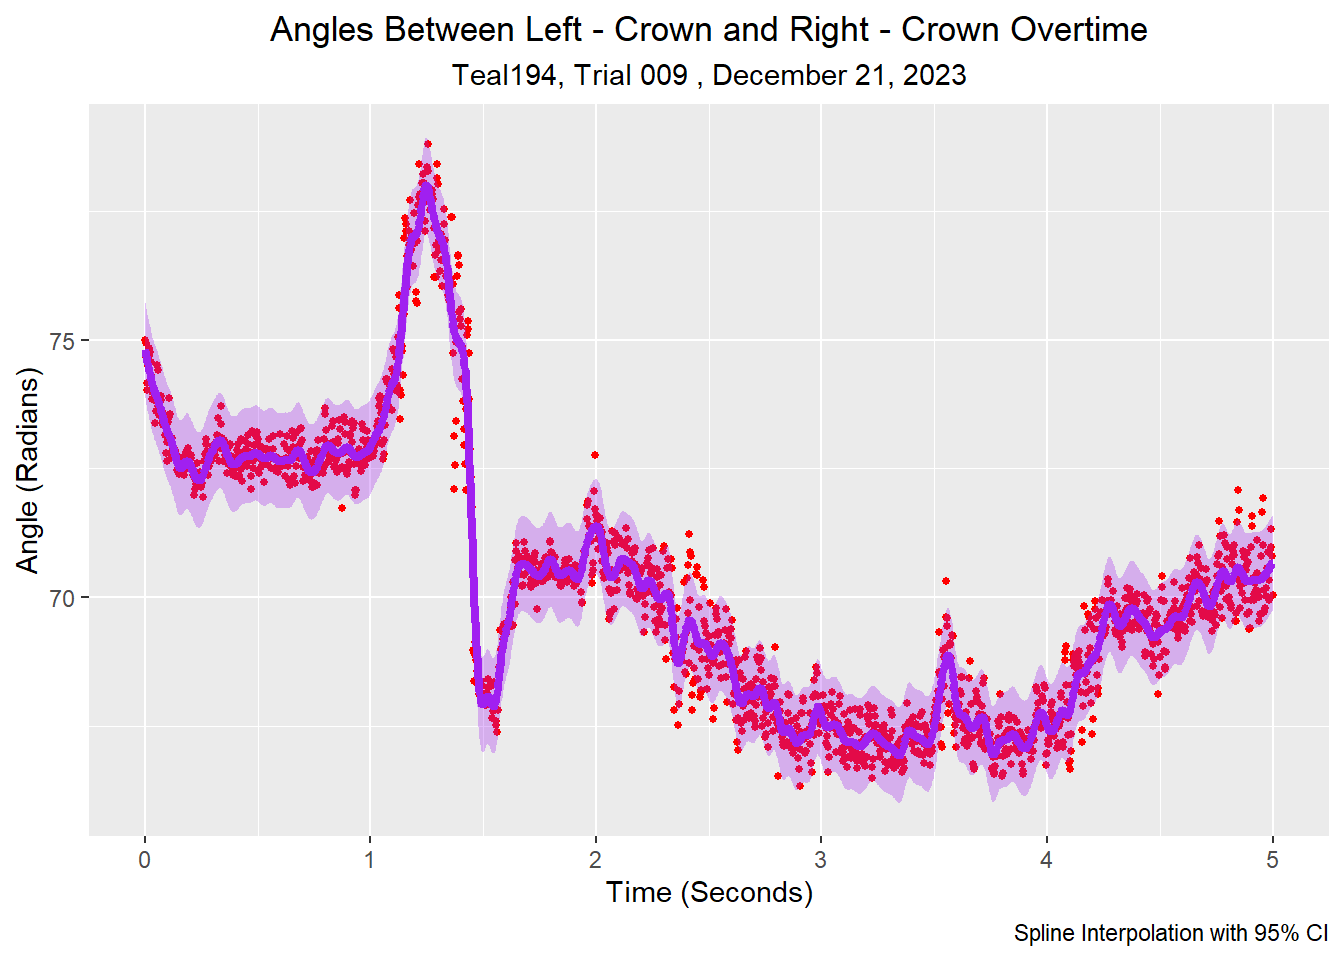 Angles Between Left - Crown and Right - Crown Overtime
Teal194, Trial 009 , December 21, 2023
Angle (Radians)
75
70
0 1 2 3 4 5
Time (Seconds)
Spline Interpolation with 95% CI